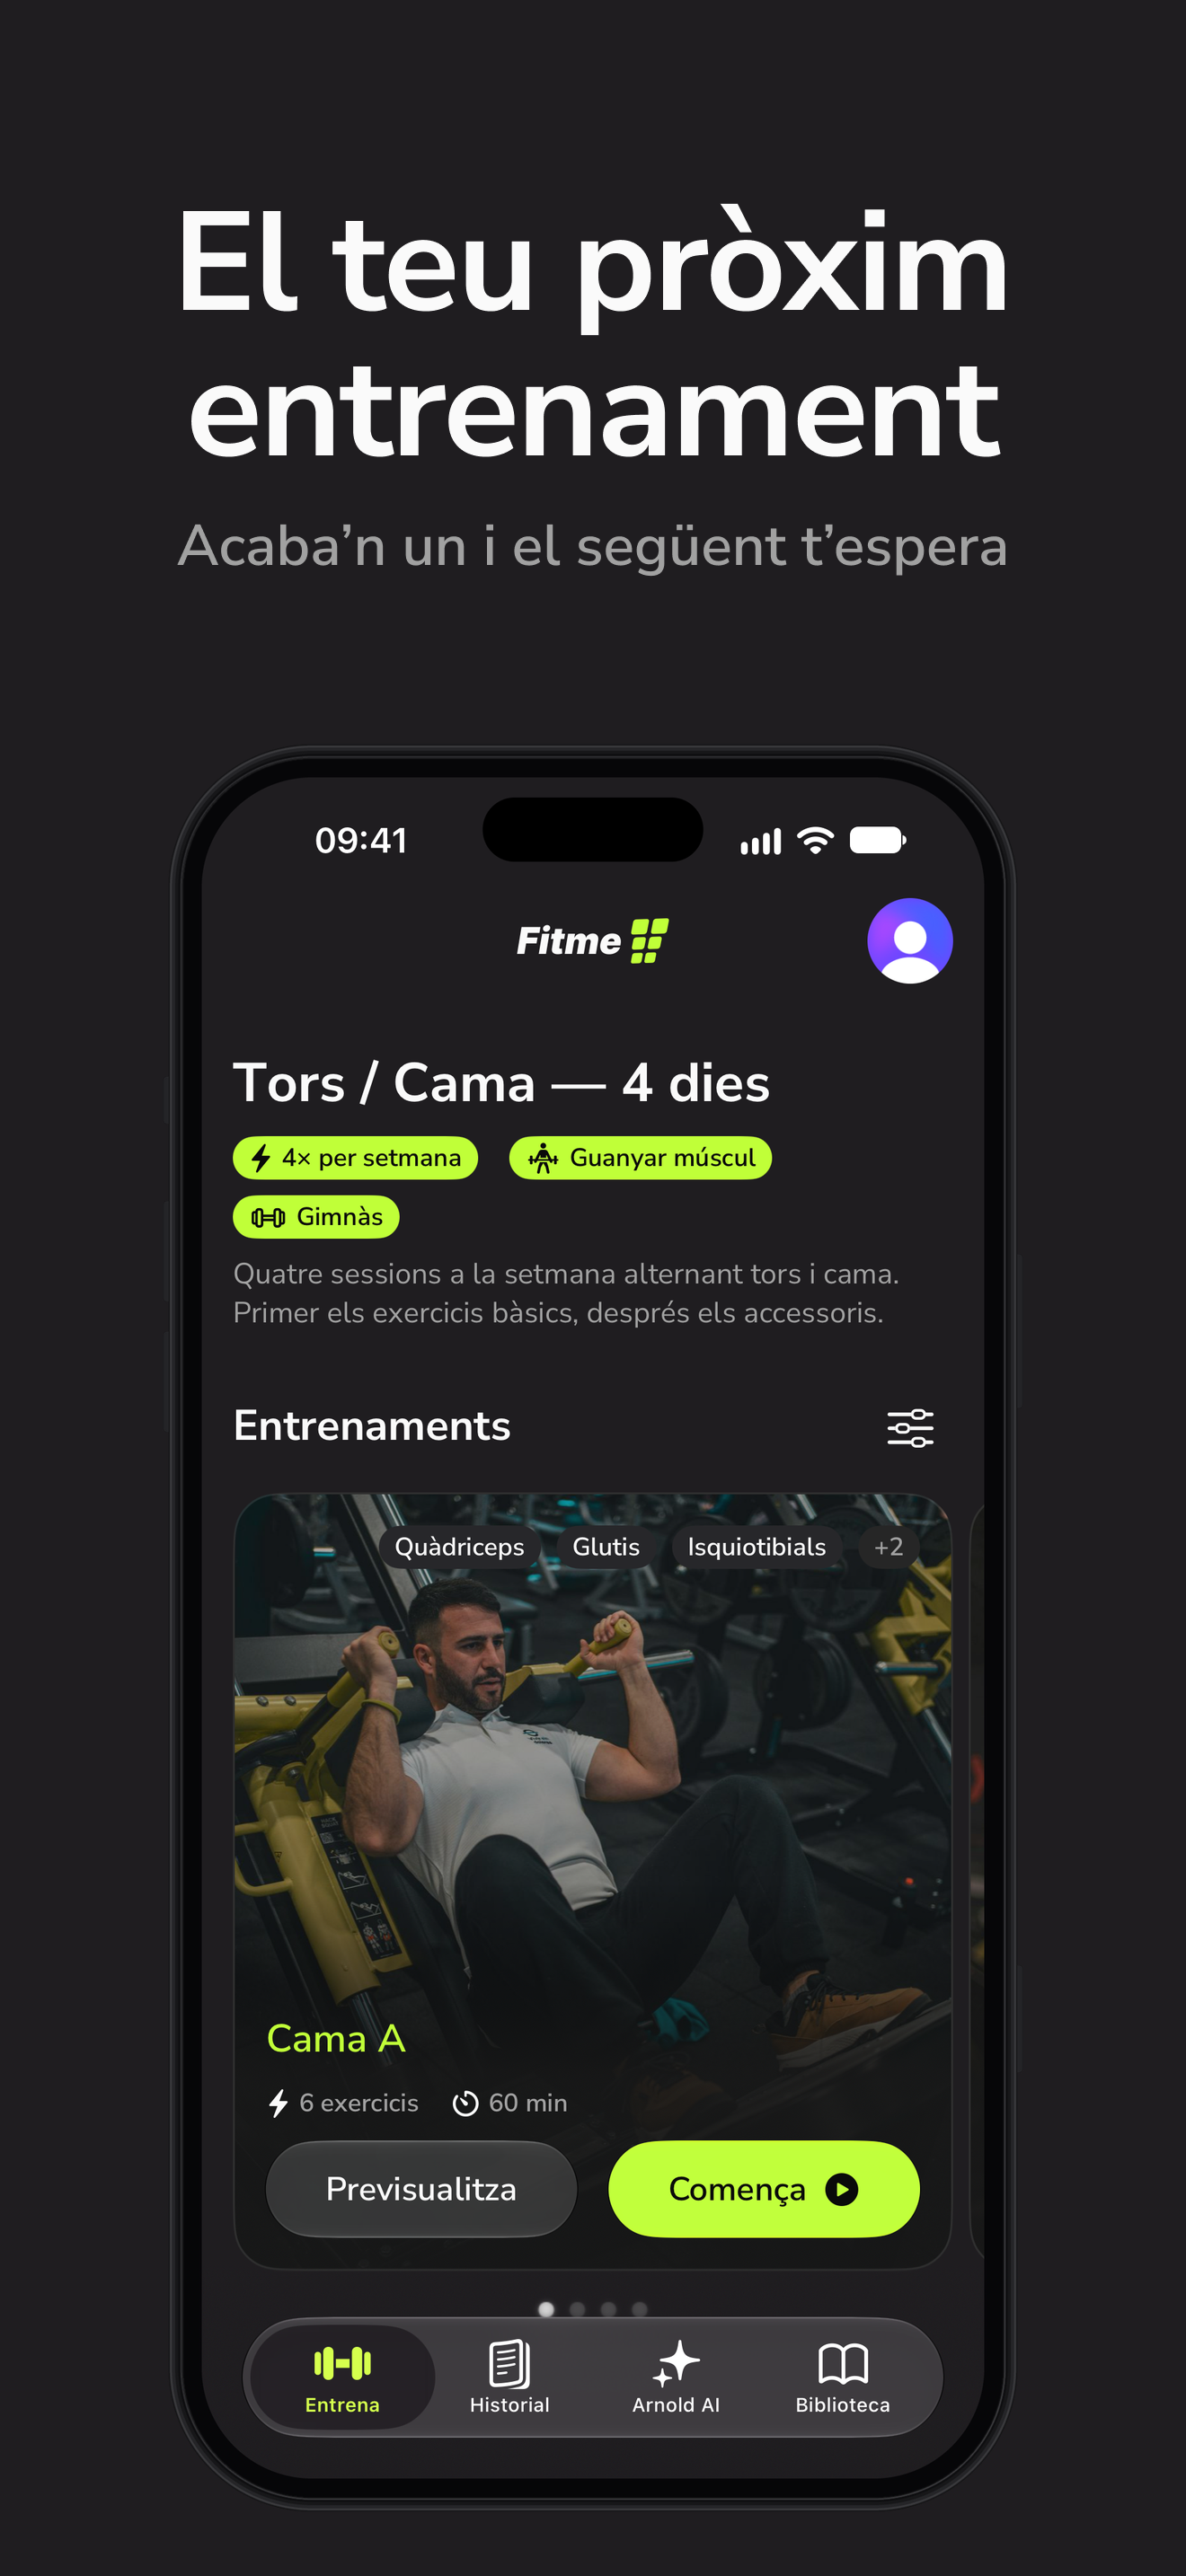 El teu pròxim
entrenament
Acaba’n un i el següent t’espera
09:41
Fitme
Tors / Cama — 4 dies
4× per setmana
Guanyar múscul
Gimnàs
Quatre sessions a la setmana alternant tors i cama.
Primer els exercicis bàsics, després els accessoris.
Entrenaments
Quàdriceps
Glutis
Isquiotibials
+2
Cama A
6 exercicis
60 min
Previsualitza
Comença
Entrena
Historial
Arnold AI
Biblioteca